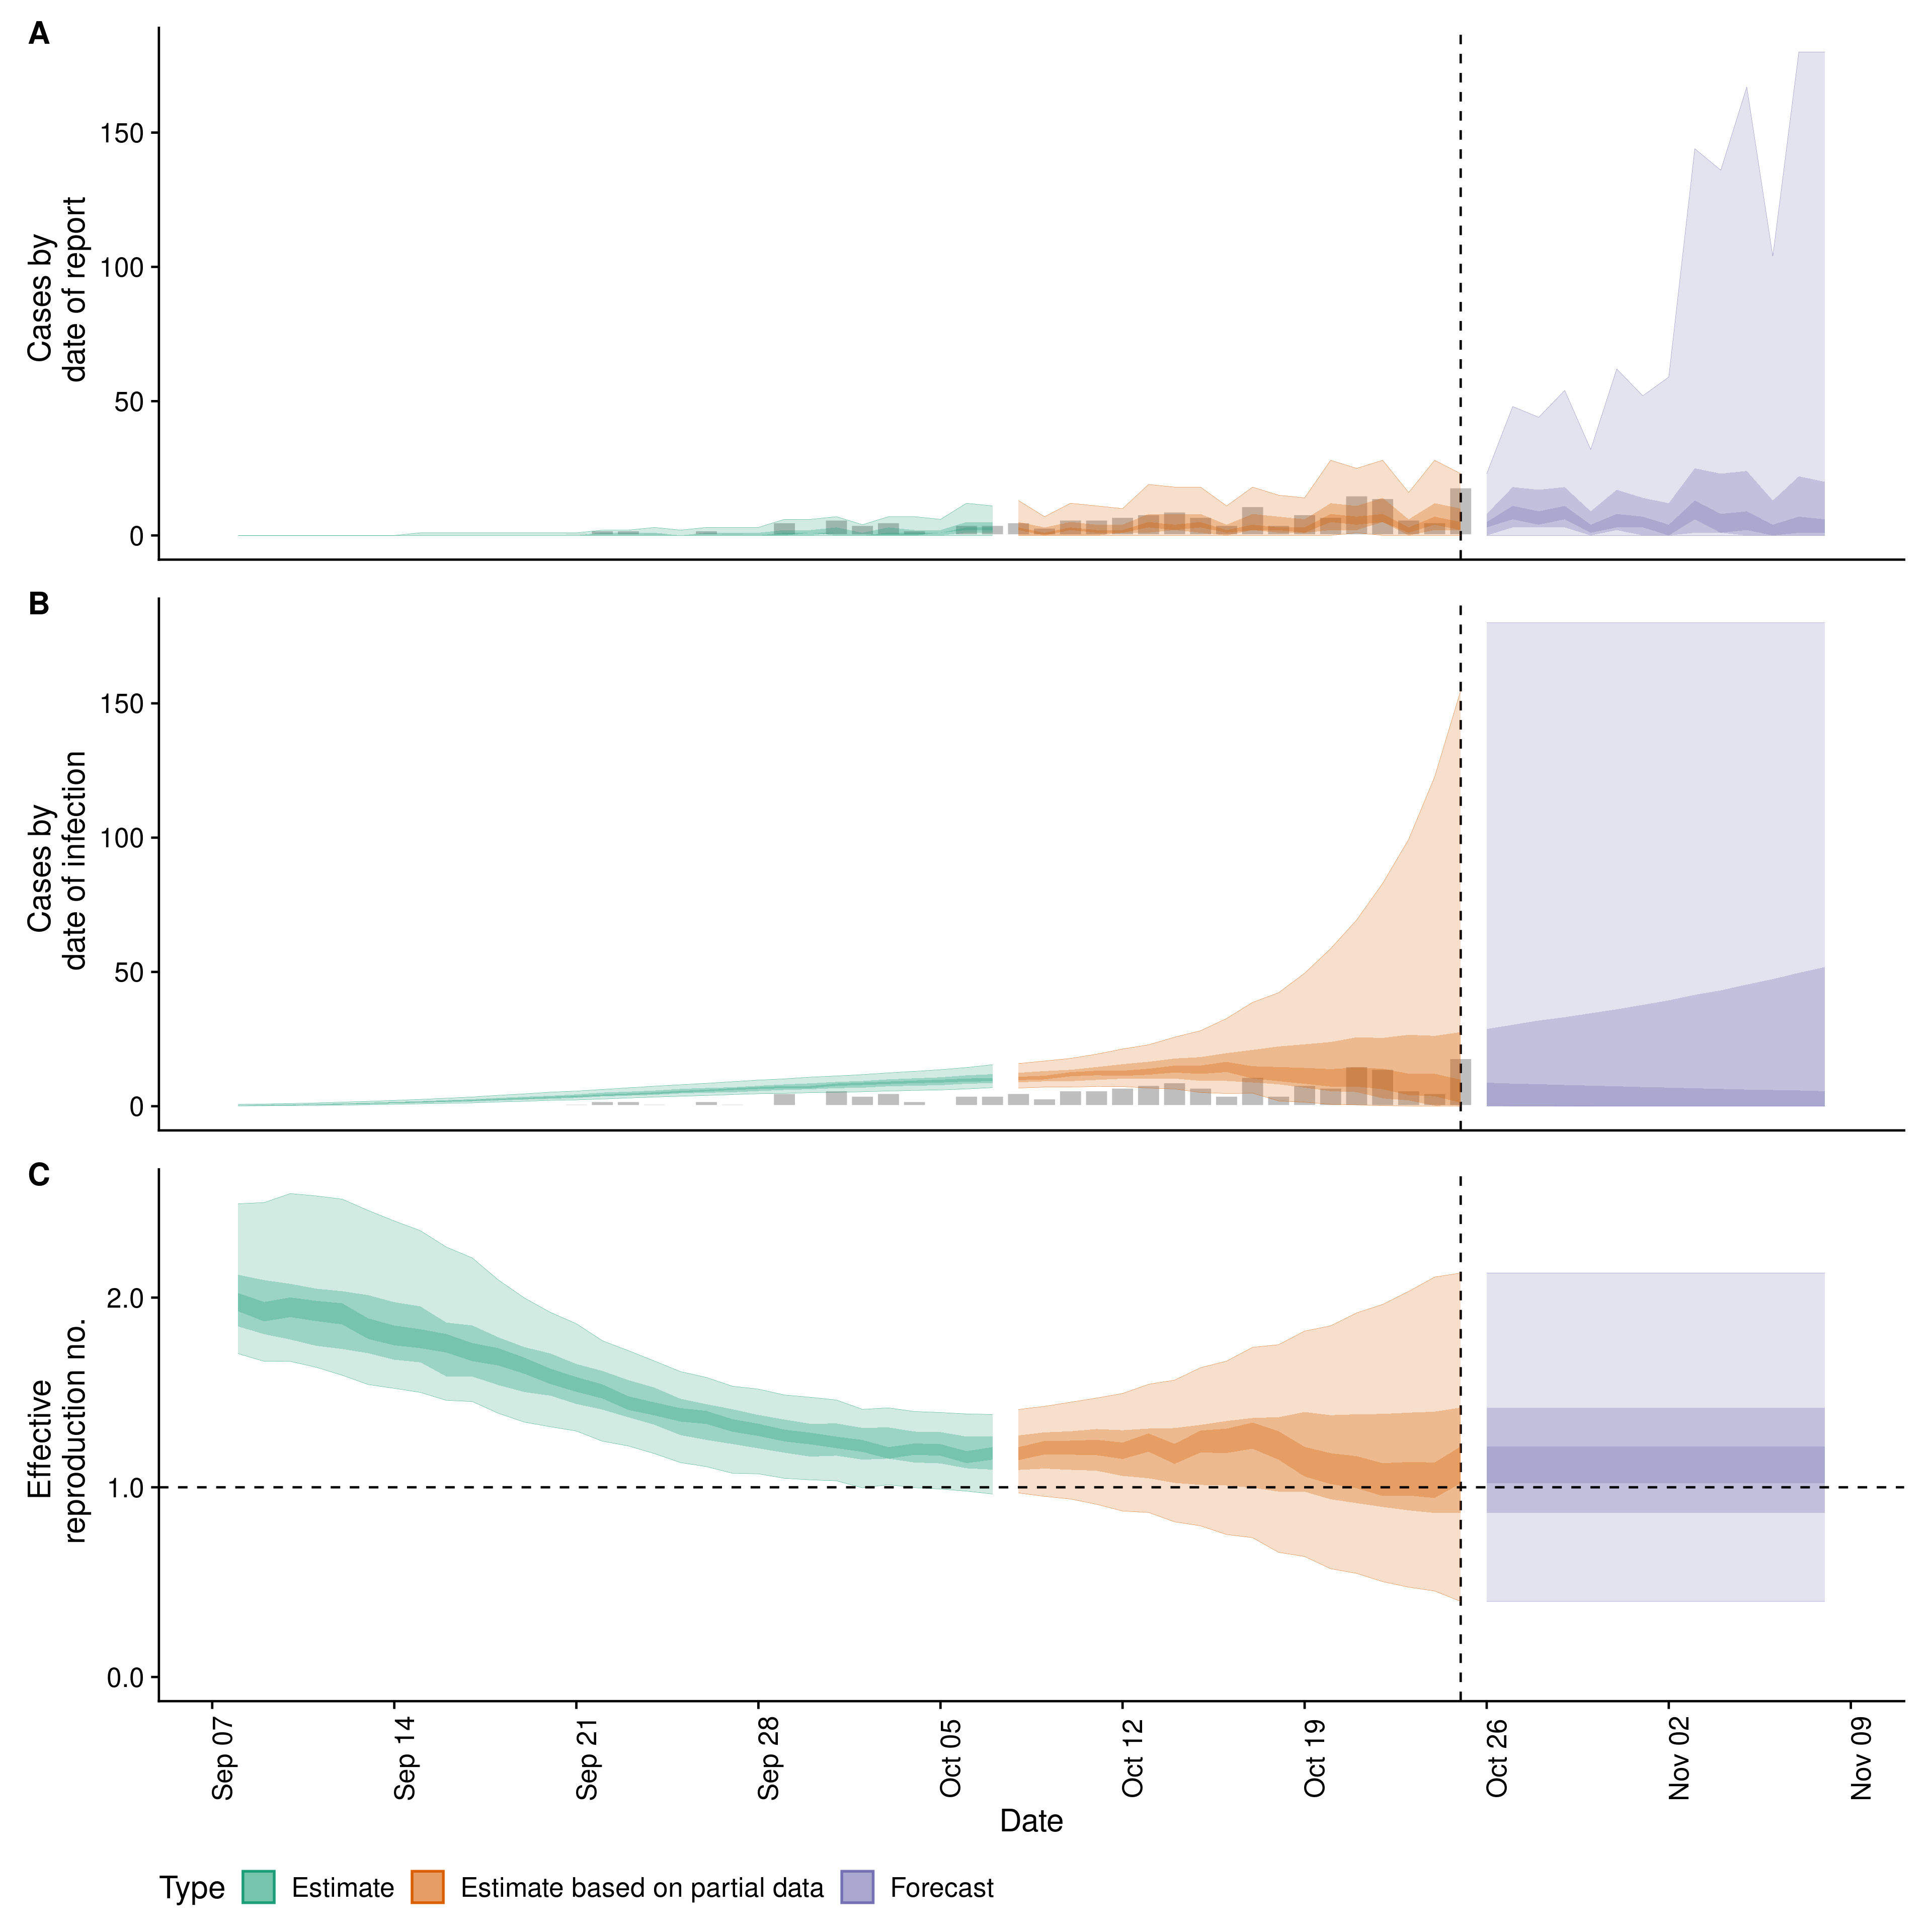 A
Cases by
date of report
150
100
50
0
B
Cases by
date of infection
150
100
50
0
C
Effective
reproduction no.
2.0
1.0
0.0
Sep 07
Sep 14
Sep 21
Sep 28
Oct 05
Oct 12
Oct 19
Oct 26
Nov 02
Nov 09
Date
Type Estimate Estimate based on partial data Forecast